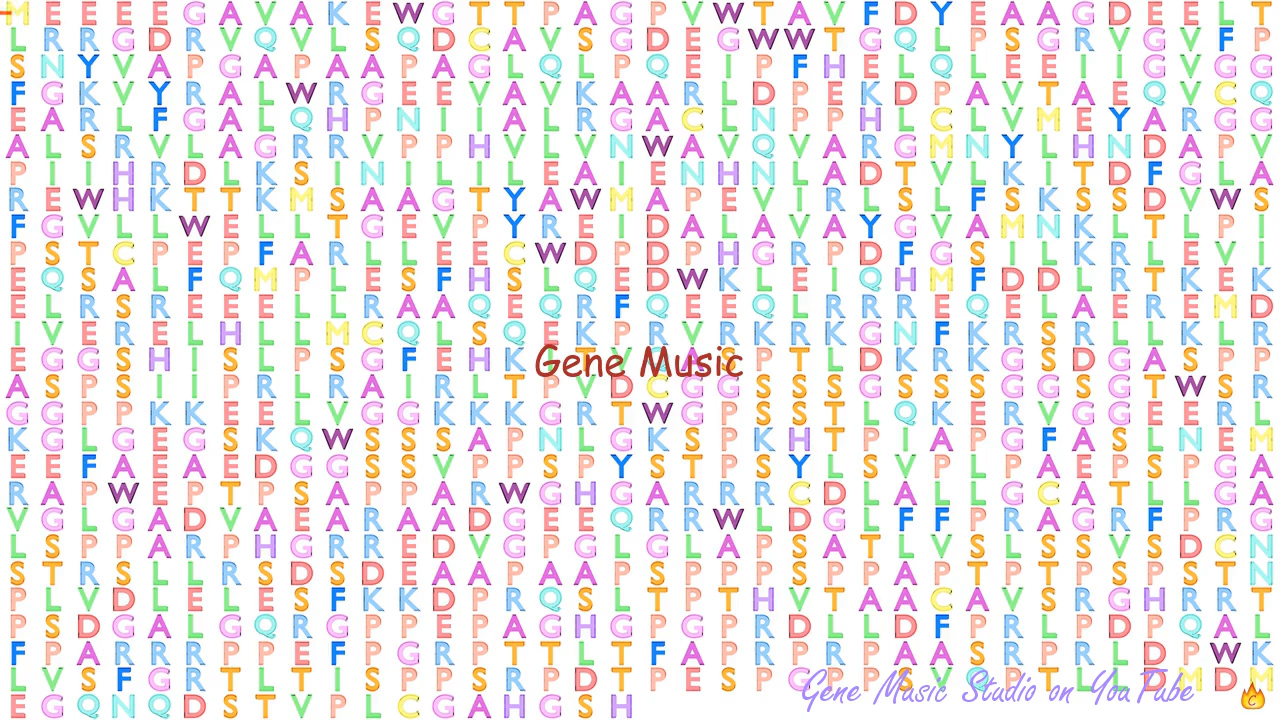 M E E E E G A V A K E W G T T P A G P V W T A V F D Y E A A G D E E L T
L R R G D R V Q V L S Q D C A V S G D E G W W T G Q L P S G R V G V F P
S N Y V A P G A P A A P A G L Q L P Q E I P F H E L Q L E E I I G V G G
F G K V Y R A L W R G E E V A V K A A R L D P E K D P A V T A E Q V C Q
E A R L F G A L Q H P N I I A L R G A C L N P P H L C L V M E Y A R G G
A L S R V L A G R R V P P H V L V N W A V Q V A R G M N Y L H N D A P V
P I I H R D L K S I N I L I L E A I E N H N L A D T V L K I T D F G L A
R E W H K T T K M S A A G T Y A W M A P E V I R L S L F S K S S D V W S
F G V L L W E L L T G E V P Y R E I D A L A V A Y G V A M N K L T L P I
P S T C P E P F A R L L E E C W D P D P H G R P D F G S I L K R L E V I
E Q S A L F Q M P L E S F H S L Q E D W K L E I Q H M F D D L R T K E K
E L R S R E E E L L R A A Q E Q R F Q E E Q L R R R E Q E L A E R E M D
I V E R E L H L L M C Q L S Q E K P R V R K R K G N F K R S R L L K L R
E G G S H I S L P S G F E H K T V A S P T L D K R K G S D G A S P P
Gene Music
A S P S I I P R L R A I R L T P V D C G G S S S G S S S G G S G T W S R
G G P P K K E E L V G G K K K G R T W G P S S T L Q K E R V G G E E R L
K G L G E G S K Q W S S S A P N L G K S P K H T P I A P G F A S L N E M
E E F A E A E D G G S S V P P S P Y S T P S Y L S V P L P A E P S P G A
R A P W E P T P S A P P A R W G H G A R R R C D L A L L G C A T L L G A
V G L G A D V A E A R A A D G E E Q R R W L D G L F F P R A G R F P R G
L S P P A R P H G R R E D V G P G L G L A P S A T L V S L S S V S D C N
S T R S L L R S D S D E A A P A A P S P P P S P P A P T P T P S P S T N
P L V D L E L E S F K K D P R Q S L T P T H V T A A C A V S R G H R R T
P S D G A L G Q R G P P E P A G H G P G P R D L L D F P R L P D P Q A L
F P A R R R P P E F P G R P T T L T F A P R P R P A A S R P R L D P W K
L V S F G R T L T I S P P S R P D T P E S P G P P S V P T L L D M
Gene Music Studio on YouTube
E G Q N Q D S T V P L C G A H G S H